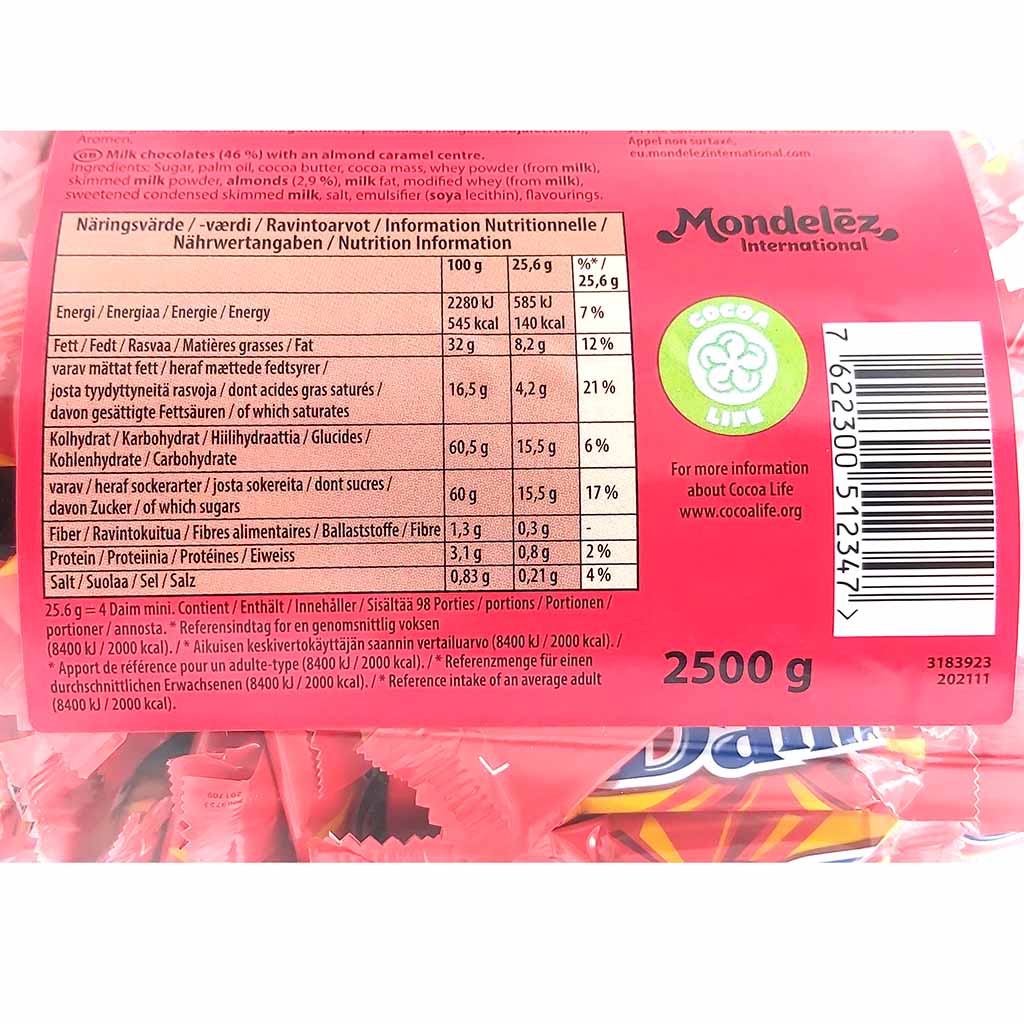 Aromen.
GB Milk chocolates (46 %) with an almond caramel centre.
Ingredients: Sugar, palm oil, cocoa butter, cocoa mass, whey powder (from milk),
skimmed milk powder, almonds (2,9 %), milk fat, modified whey (from milk),
sweetened condensed skimmed milk, salt, emulsifier (soya lecithin), flavourings.
Näringsvärde / -værdi / Ravintoarvot / Information Nutritionnelle /
Nährwertangaben / Nutrition Information
100 g 25,6 g %* /
25,6 g
Energi / Energiaa / Energie / Energy 2280 kJ 585 kJ 7 %
545 kcal 140 kcal
Fett / Fedt / Rasvaa / Matières grasses / Fat 32 g 8,2 g 12 %
varav mättat fett / heraf mættede fedtsyrer /
josta tyydyttyneitä rasvoja / dont acides gras saturés / 16,5 g 4,2 g 21 %
davon gesättigte Fettsäuren / of which saturates
Kolhydrat / Karbohydrat / Hiilihydraattia / Glucides /
Kohlenhydrate / Carbohydrate 60,5 g 15,5 g 6 %
varav / heraf sockerarter / josta sokereita / dont sucres /
davon Zucker / of which sugars 60 g 15,5 g 17 %
Fiber / Ravintokuitua / Fibres alimentaires / Ballaststoffe / Fibre 1,3 g 0,3 g -
Protein / Proteiinia / Protéines / Eiweiss 3,1 g 0,8 g 2 %
Salt / Suolaa / Sel / Salz 0,83 g 0,21 g 4 %
25.6 g = 4 Daim mini. Contient / Enthält / Innehåller / Sisältää 98 Porties / portions / Portionen /
portioner / annosta. * Referensindtag for en genomsnittlig voksen
(8400 kJ / 2000 kcal). / * Aikuisen keskivertokäyttäjän saannin vertailuarvo (8400 kJ / 2000 kcal). /
* Apport de référence pour un adulte-type (8400 kJ / 2000 kcal). / * Referenzmenge für einen
durchschnittlichen Erwachsenen (8400 kJ / 2000 kcal). / * Reference intake of an average adult
(8400 kJ / 2000 kcal).
Appel non surtaxé.
eu.mondelezinternational.com
Mondelēz
International
COCOA
LIFE
For more information
about Cocoa Life
www.cocoalife.org
7 622300 512347 >
2500 g
3183923
202111
Daim